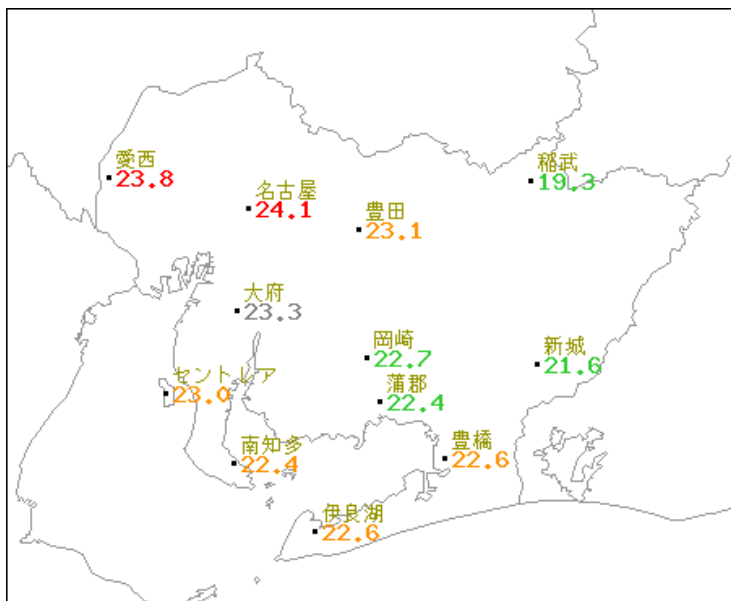 愛西
23.8
稲武
19.3
名古屋
24.1
豊田
23.1
大府
23.3
岡崎
22.7
新城
21.6
セントレア
23.0
蒲郡
22.4
南知多
22.4
豊橋
22.6
伊良湖
22.6